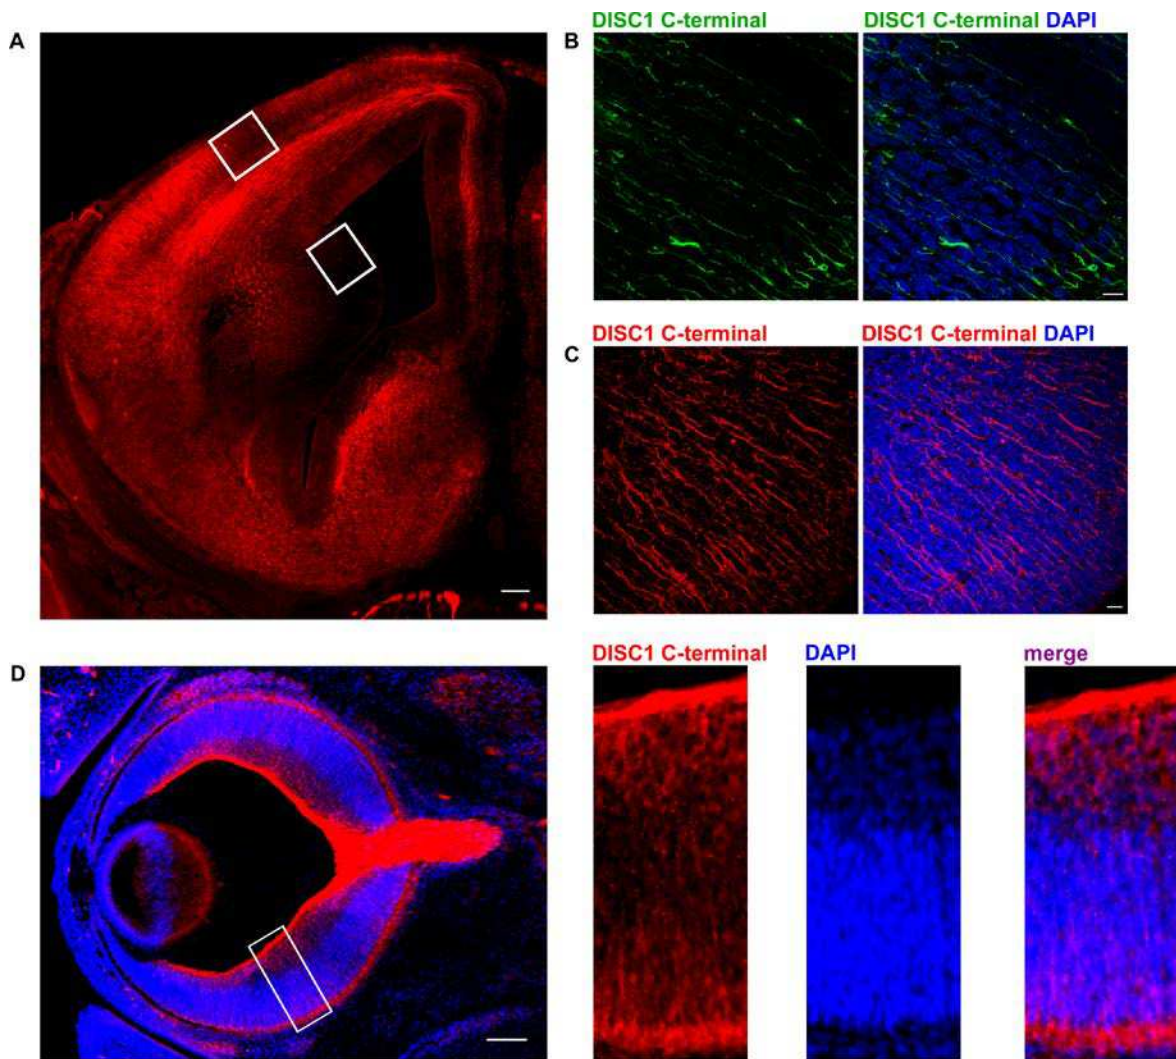 A
B
DISC1 C-terminal
DISC1 C-terminal DAPI
C
DISC1 C-terminal
DISC1 C-terminal DAPI
D
DISC1 C-terminal
DAPI
merge